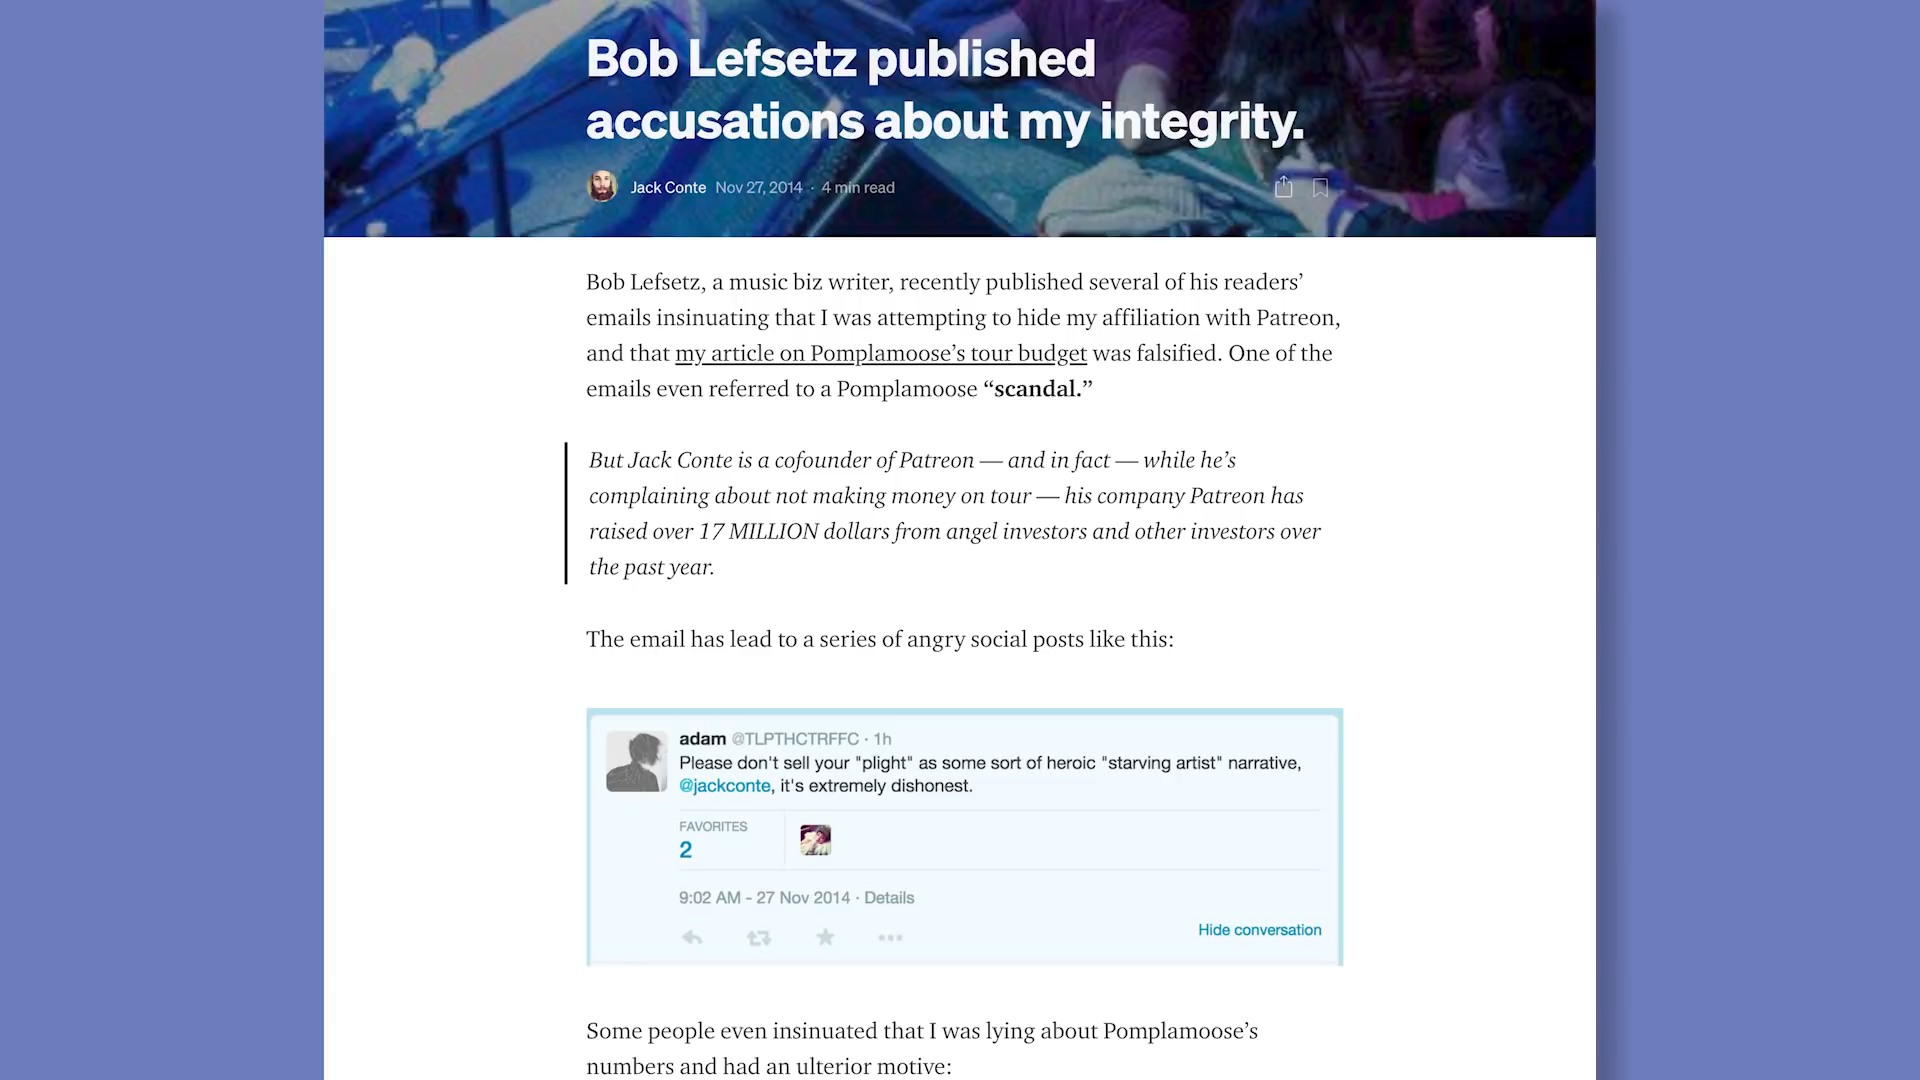 Bob Lefsetz published
accusations about my integrity.
Jack Conte Nov 27, 2014 · 4 min read
Bob Lefsetz, a music biz writer, recently published several of his readers’
emails insinuating that I was attempting to hide my affiliation with Patreon,
and that my article on Pomplamoose’s tour budget was falsified. One of the
emails even referred to a Pomplamoose “scandal.”
But Jack Conte is a cofounder of Patreon — and in fact — while he’s
complaining about not making money on tour — his company Patreon has
raised over 17 MILLION dollars from angel investors and other investors over
the past year.
The email has lead to a series of angry social posts like this:
adam @TLPTHCTRFFC · 1h
Please don't sell your "plight" as some sort of heroic "starving artist" narrative,
@jackconte, it's extremely dishonest.
FAVORITES
2
9:02 AM - 27 Nov 2014 · Details
Hide conversation
Some people even insinuated that I was lying about Pomplamoose’s
numbers and had an ulterior motive: